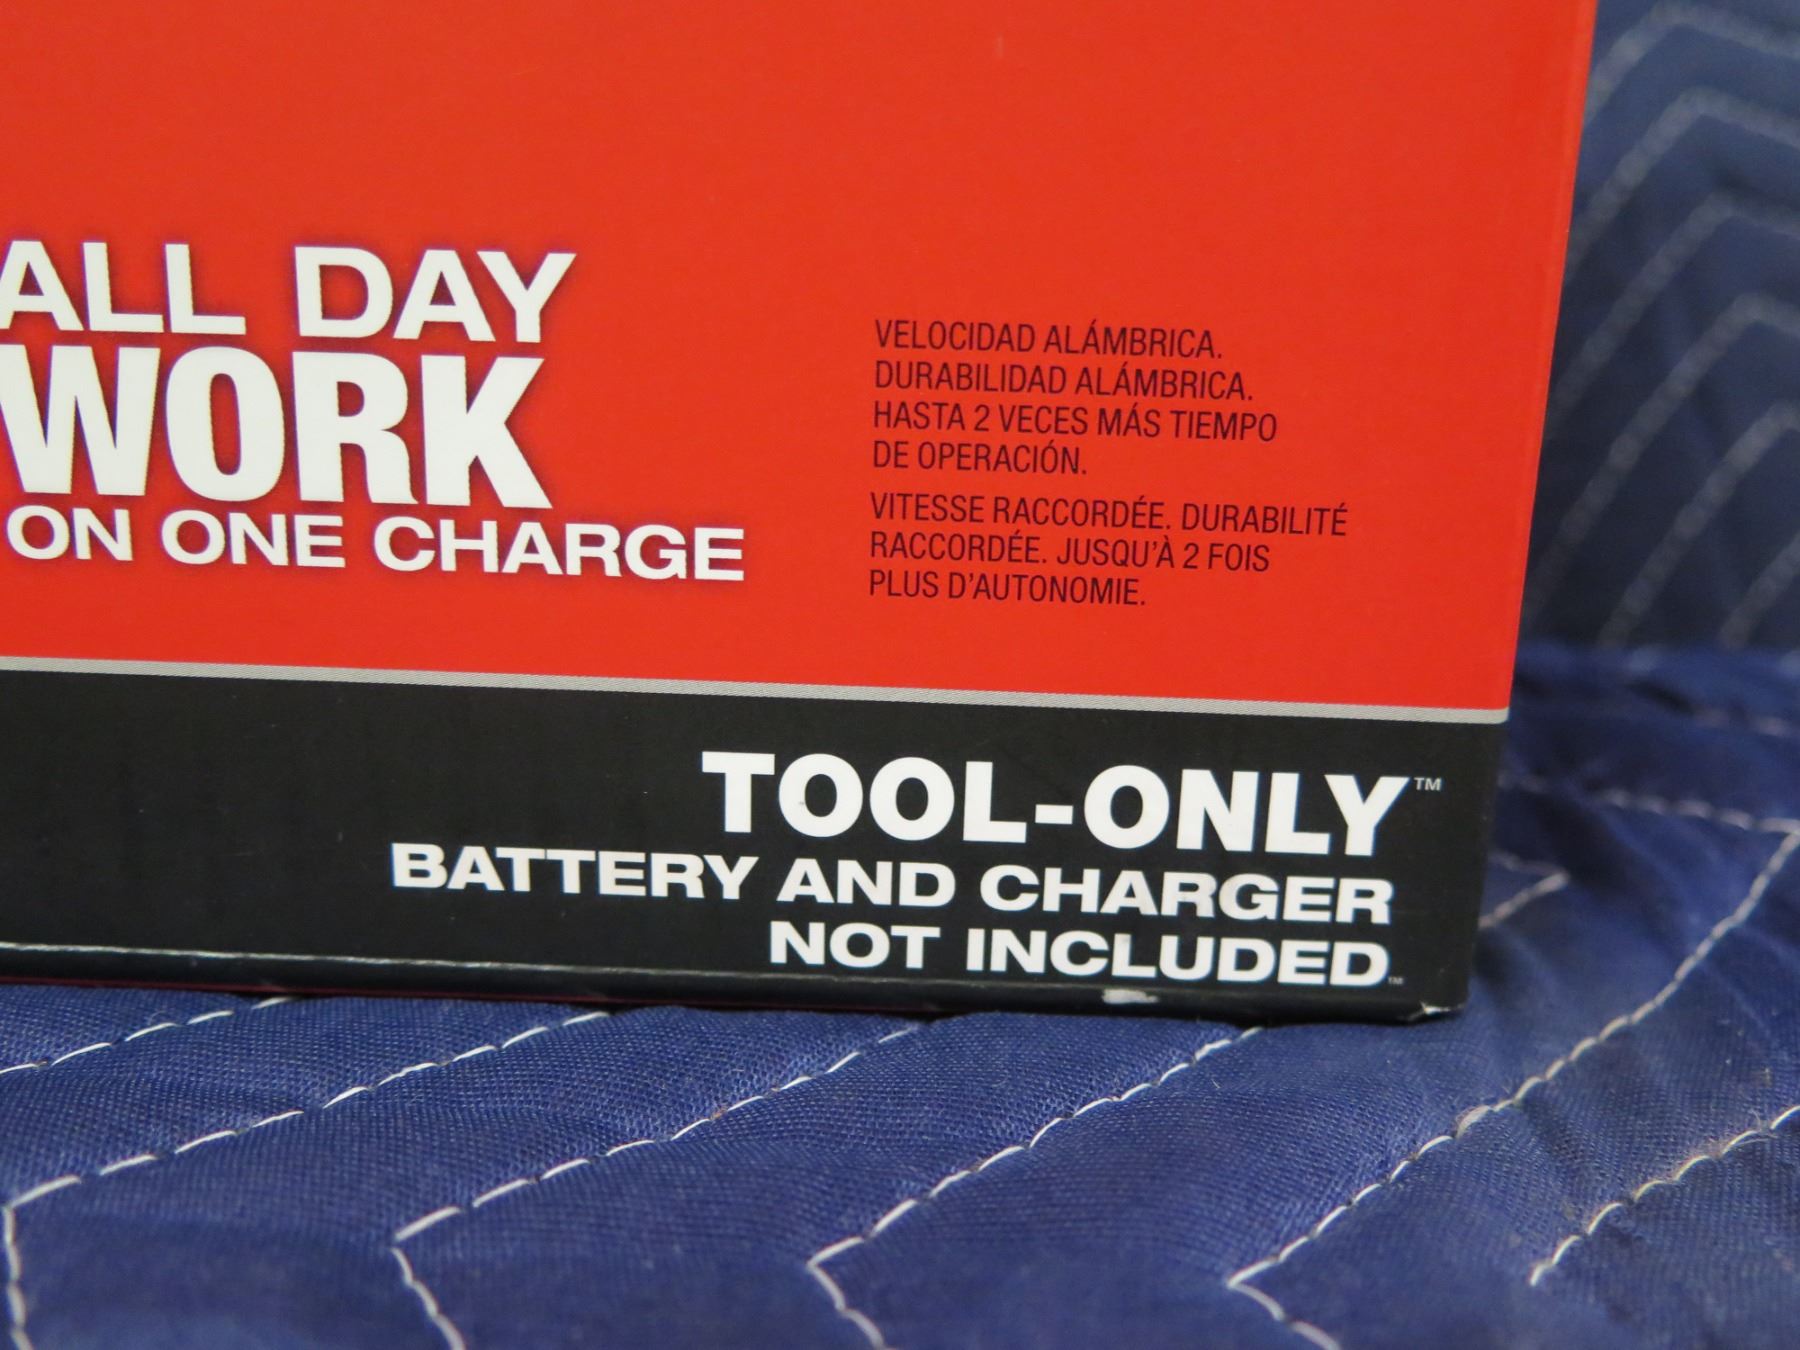 ALL DAY
WORK
ON ONE CHARGE
VELOCIDAD ALÁMBRICA.
DURABILIDAD ALÁMBRICA.
HASTA 2 VECES MÁS TIEMPO
DE OPERACIÓN.
VITESSE RACCORDÉE. DURABILITÉ
RACCORDÉE. JUSQU'À 2 FOIS
PLUS D'AUTONOMIE.
TOOL-ONLY™
BATTERY AND CHARGER
NOT INCLUDED™